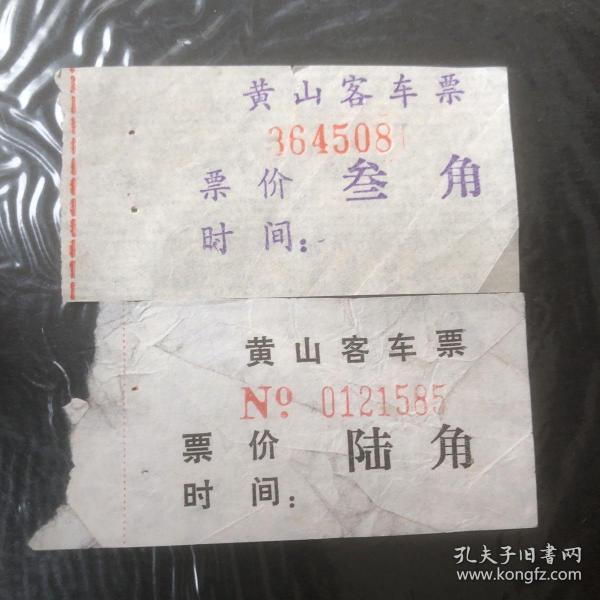 黄山客车票
3645081
票价 叁角
时间:
黄山客车票
No 0121585
票价 陆角
时间:
孔夫子旧书网
www.kongfz.com